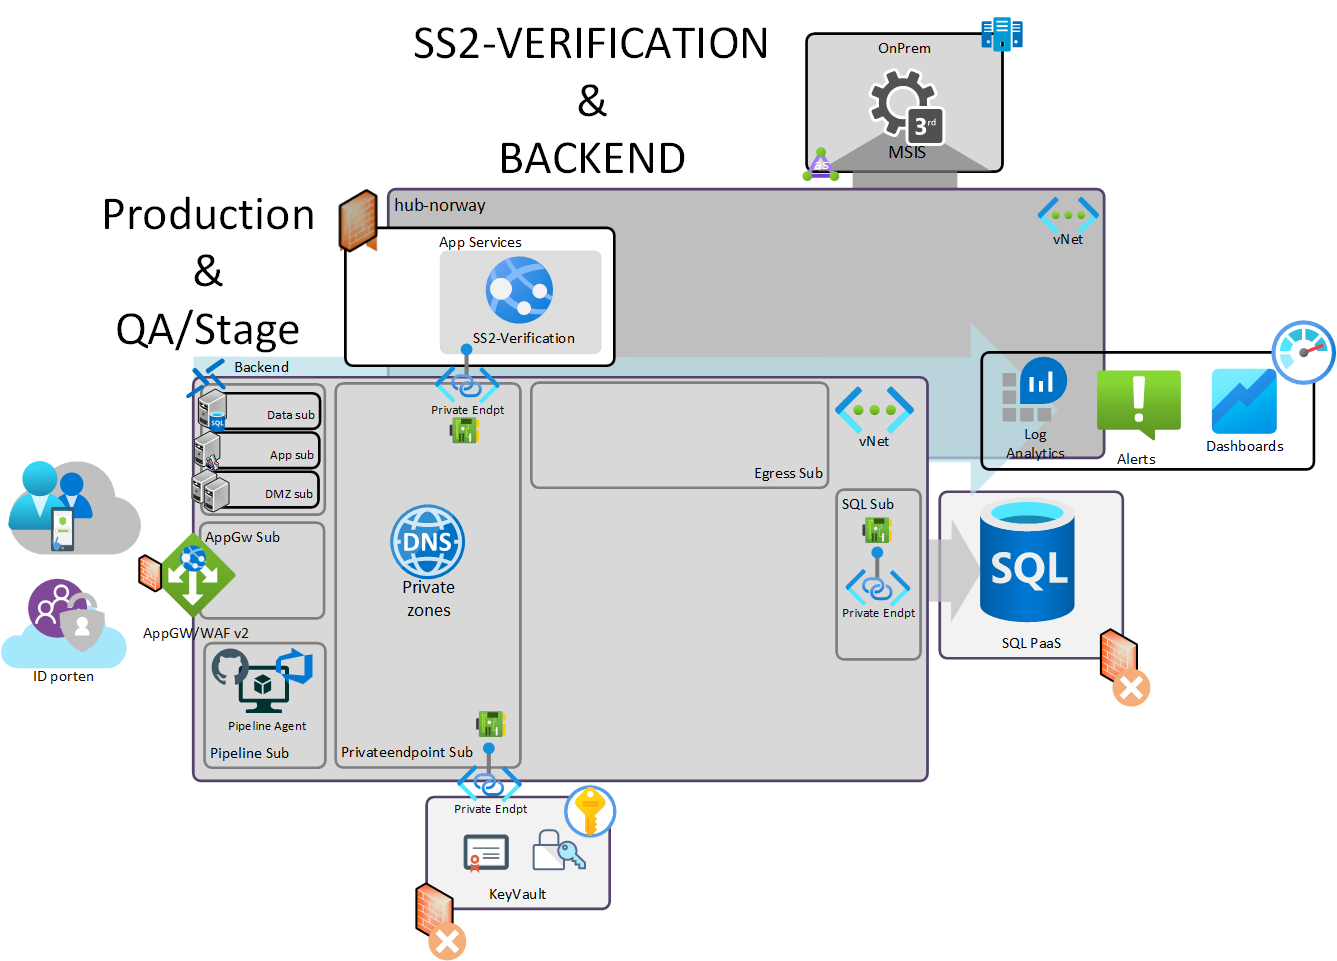 SS2-VERIFICATION
&
BACKEND
OnPrem
3rd
MSIS
as
Production
&
QA/Stage
hub-norway
vNet
App Services
SS2-Verification
Backend
Private Endpt
Data sub
SQL
App sub
DMZ sub
vNet
Egress Sub
Log
Analytics
Alerts
Dashboards
AppGw Sub
DNS
Private
zones
SQL Sub
Private Endpt
SQL
SQL PaaS
AppGW/WAF v2
ID porten
Pipeline Agent
Pipeline Sub
Privateendpoint Sub
Private Endpt
KeyVault